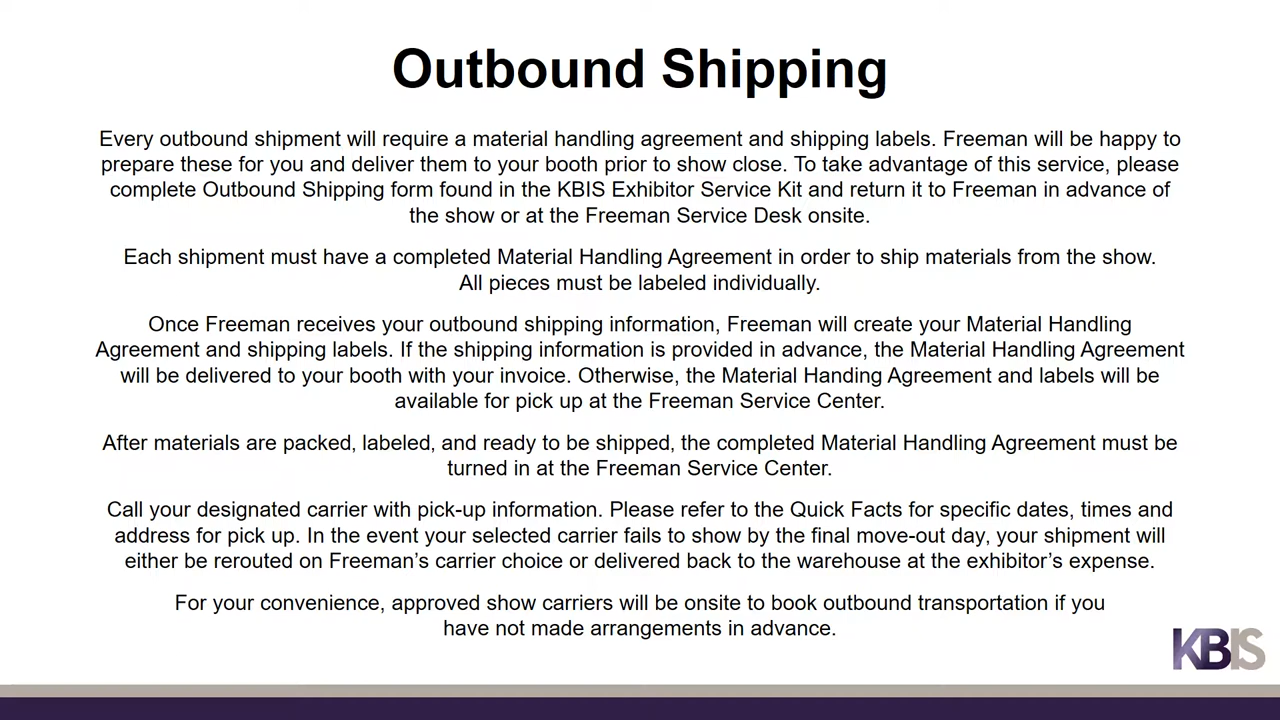 Outbound Shipping
Every outbound shipment will require a material handling agreement and shipping labels. Freeman will be happy to
prepare these for you and deliver them to your booth prior to show close. To take advantage of this service, please
complete Outbound Shipping form found in the KBIS Exhibitor Service Kit and return it to Freeman in advance of
the show or at the Freeman Service Desk onsite.
Each shipment must have a completed Material Handling Agreement in order to ship materials from the show.
All pieces must be labeled individually.
Once Freeman receives your outbound shipping information, Freeman will create your Material Handling
Agreement and shipping labels. If the shipping information is provided in advance, the Material Handling Agreement
will be delivered to your booth with your invoice. Otherwise, the Material Handing Agreement and labels will be
available for pick up at the Freeman Service Center.
After materials are packed, labeled, and ready to be shipped, the completed Material Handling Agreement must be
turned in at the Freeman Service Center.
Call your designated carrier with pick-up information. Please refer to the Quick Facts for specific dates, times and
address for pick up. In the event your selected carrier fails to show by the final move-out day, your shipment will
either be rerouted on Freeman’s carrier choice or delivered back to the warehouse at the exhibitor’s expense.
For your convenience, approved show carriers will be onsite to book outbound transportation if you
have not made arrangements in advance.
KBIS